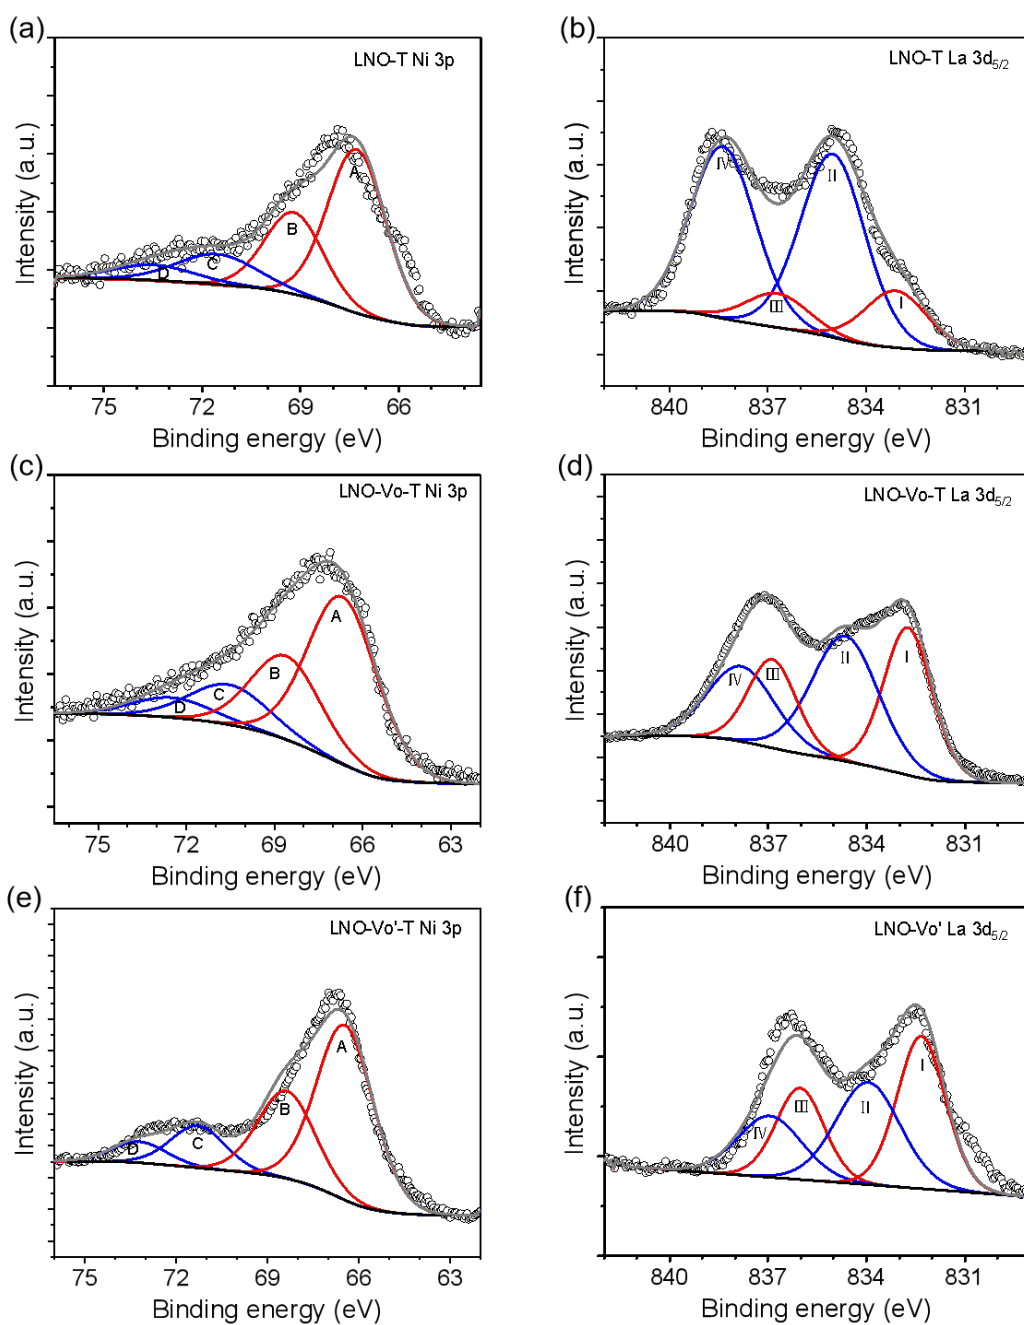 (a)
LNO-T Ni 3p
Intensity (a.u.)
A
B
C
D
75 72 69 66
Binding energy (eV)
(b)
LNO-T La 3d5/2
Intensity (a.u.)
IV
II
III
I
840 837 834 831
Binding energy (eV)
(c)
LNO-Vo-T Ni 3p
Intensity (a.u.)
A
B
C
D
75 72 69 66 63
Binding energy (eV)
(d)
LNO-Vo-T La 3d5/2
Intensity (a.u.)
IV
III
II
I
840 837 834 831
Binding energy (eV)
(e)
LNO-Vo'-T Ni 3p
Intensity (a.u.)
A
B
C
D
75 72 69 66 63
Binding energy (eV)
(f)
LNO-Vo' La 3d5/2
Intensity (a.u.)
IV
III
II
I
840 837 834 831
Binding energy (eV)